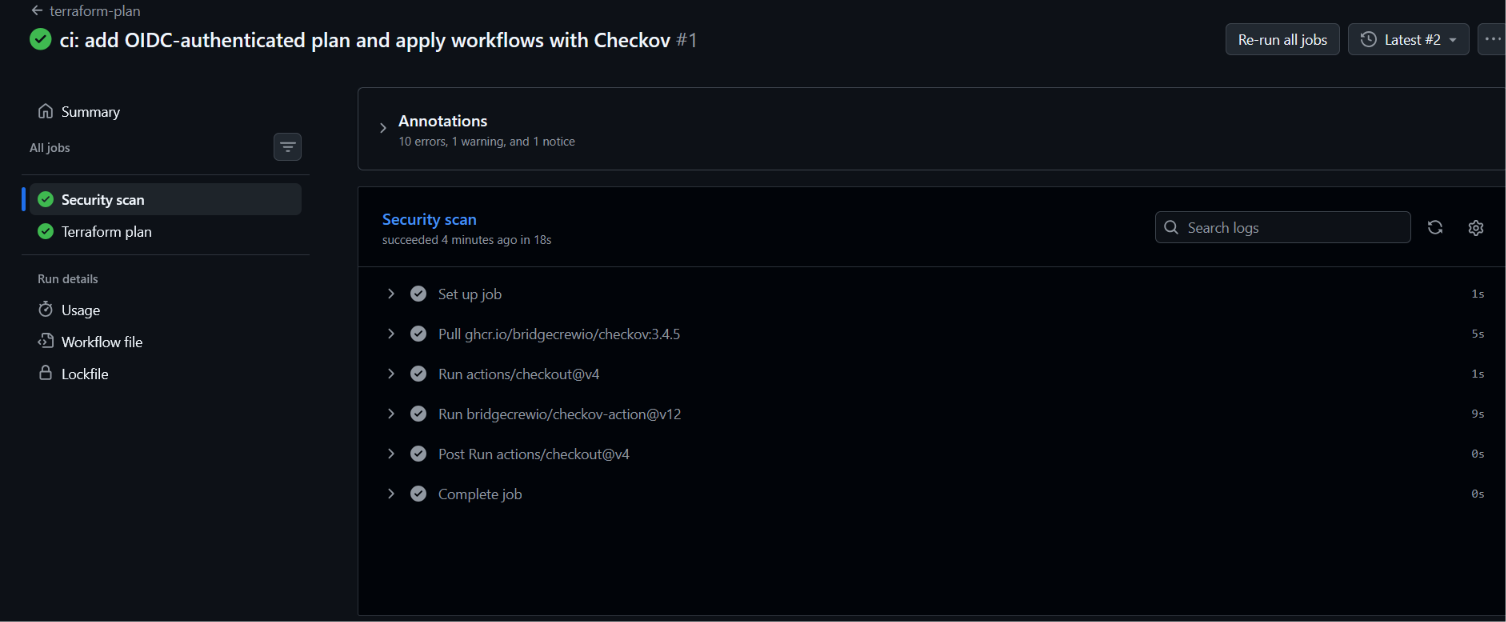 terraform-plan
ci: add OIDC-authenticated plan and apply workflows with Checkov #1
Re-run all jobs
Latest #2
Summary
All jobs
Security scan
Terraform plan
Run details
Usage
Workflow file
Lockfile
Annotations
10 errors, 1 warning, and 1 notice
Security scan
succeeded 4 minutes ago in 18s
Search logs
Set up job 1s
Pull ghcr.io/bridgecrewio/checkov:3.4.5 5s
Run actions/checkout@v4 1s
Run bridgecrewio/checkov-action@v12 9s
Post Run actions/checkout@v4 0s
Complete job 0s